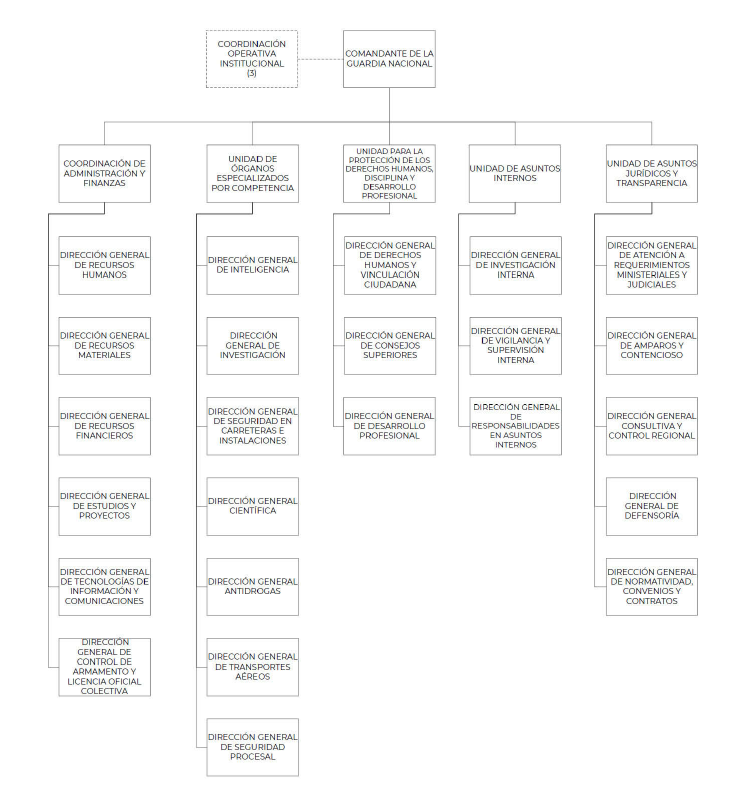 COORDINACIÓN
OPERATIVA
INSTITUCIONAL
(3)
COMANDANTE DE LA
GUARDIA NACIONAL
COORDINACIÓN DE
ADMINISTRACIÓN Y
FINANZAS
UNIDAD DE
ÓRGANOS
ESPECIALIZADOS
POR COMPETENCIA
UNIDAD PARA LA
PROTECCIÓN DE LOS
DERECHOS HUMANOS,
DISCIPLINA Y
DESARROLLO
PROFESIONAL
UNIDAD DE ASUNTOS
INTERNOS
UNIDAD DE ASUNTOS
JURÍDICOS Y
TRANSPARENCIA
DIRECCIÓN GENERAL
DE RECURSOS
HUMANOS
DIRECCIÓN GENERAL
DE INTELIGENCIA
DIRECCIÓN GENERAL
DE DERECHOS
HUMANOS Y
VINCULACIÓN
CIUDADANA
DIRECCIÓN GENERAL
DE INVESTIGACIÓN
INTERNA
DIRECCIÓN GENERAL
DE ATENCIÓN A
REQUERIMIENTOS
MINISTERIALES Y
JUDICIALES
DIRECCIÓN GENERAL
DE RECURSOS
MATERIALES
DIRECCIÓN
GENERAL DE
INVESTIGACIÓN
DIRECCIÓN GENERAL
DE CONSEJOS
SUPERIORES
DIRECCIÓN GENERAL
DE VIGILANCIA Y
SUPERVISIÓN
INTERNA
DIRECCIÓN GENERAL
DE AMPAROS Y
CONTENCIOSO
DIRECCIÓN GENERAL
DE RECURSOS
FINANCIEROS
DIRECCIÓN GENERAL
DE SEGURIDAD EN
CARRETERAS E
INSTALACIONES
DIRECCIÓN GENERAL
DE DESARROLLO
PROFESIONAL
DIRECCIÓN GENERAL
DE
RESPONSABILIDADES
EN ASUNTOS
INTERNOS
DIRECCIÓN GENERAL
CONSULTIVA Y
CONTROL REGIONAL
DIRECCIÓN GENERAL
DE ESTUDIOS Y
PROYECTOS
DIRECCIÓN GENERAL
CIENTÍFICA
DIRECCIÓN
GENERAL DE
DEFENSORÍA
DIRECCIÓN GENERAL
DE TECNOLOGÍAS DE
INFORMACIÓN Y
COMUNICACIONES
DIRECCIÓN GENERAL
ANTIDROGAS
DIRECCIÓN GENERAL
DE NORMATIVIDAD,
CONVENIOS Y
CONTRATOS
DIRECCIÓN
GENERAL DE
CONTROL DE
ARMAMENTO Y
LICENCIA OFICIAL
COLECTIVA
DIRECCIÓN GENERAL
DE TRANSPORTES
AÉREOS
DIRECCIÓN GENERAL
DE SEGURIDAD
PROCESAL